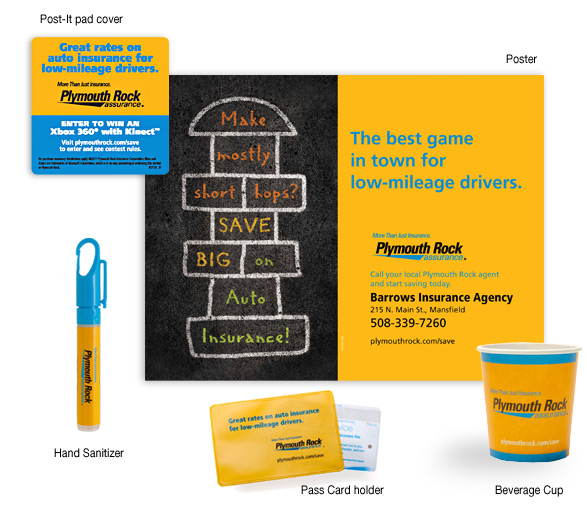 Post-It pad cover
Great rates on
auto insurance for
low-mileage drivers.
More Than Just Insurance.
Plymouth Rock
assurance®
ENTER TO WIN AN
Xbox 360® with Kinect™
Visit plymouthrock.com/save
to enter and see contest rules.
Poster
Make
mostly
short hops?
SAVE
BIG on
Auto
Insurance!
The best game
in town for
low-mileage drivers.
More Than Just Insurance.
Plymouth Rock
assurance®
Call your local Plymouth Rock agent
and start saving today.
Barrows Insurance Agency
215 N. Main St., Mansfield
508-339-7260
plymouthrock.com/save
Plymouth Rock
assurance
Hand Sanitizer
Great rates on auto insurance
for low-mileage drivers.
More Than Just Insurance.
Plymouth Rock
assurance
plymouthrock.com/save
Pass Card holder
More Than Just Insurance.
Plymouth Rock
assurance
plymouthrock.com/save
Beverage Cup